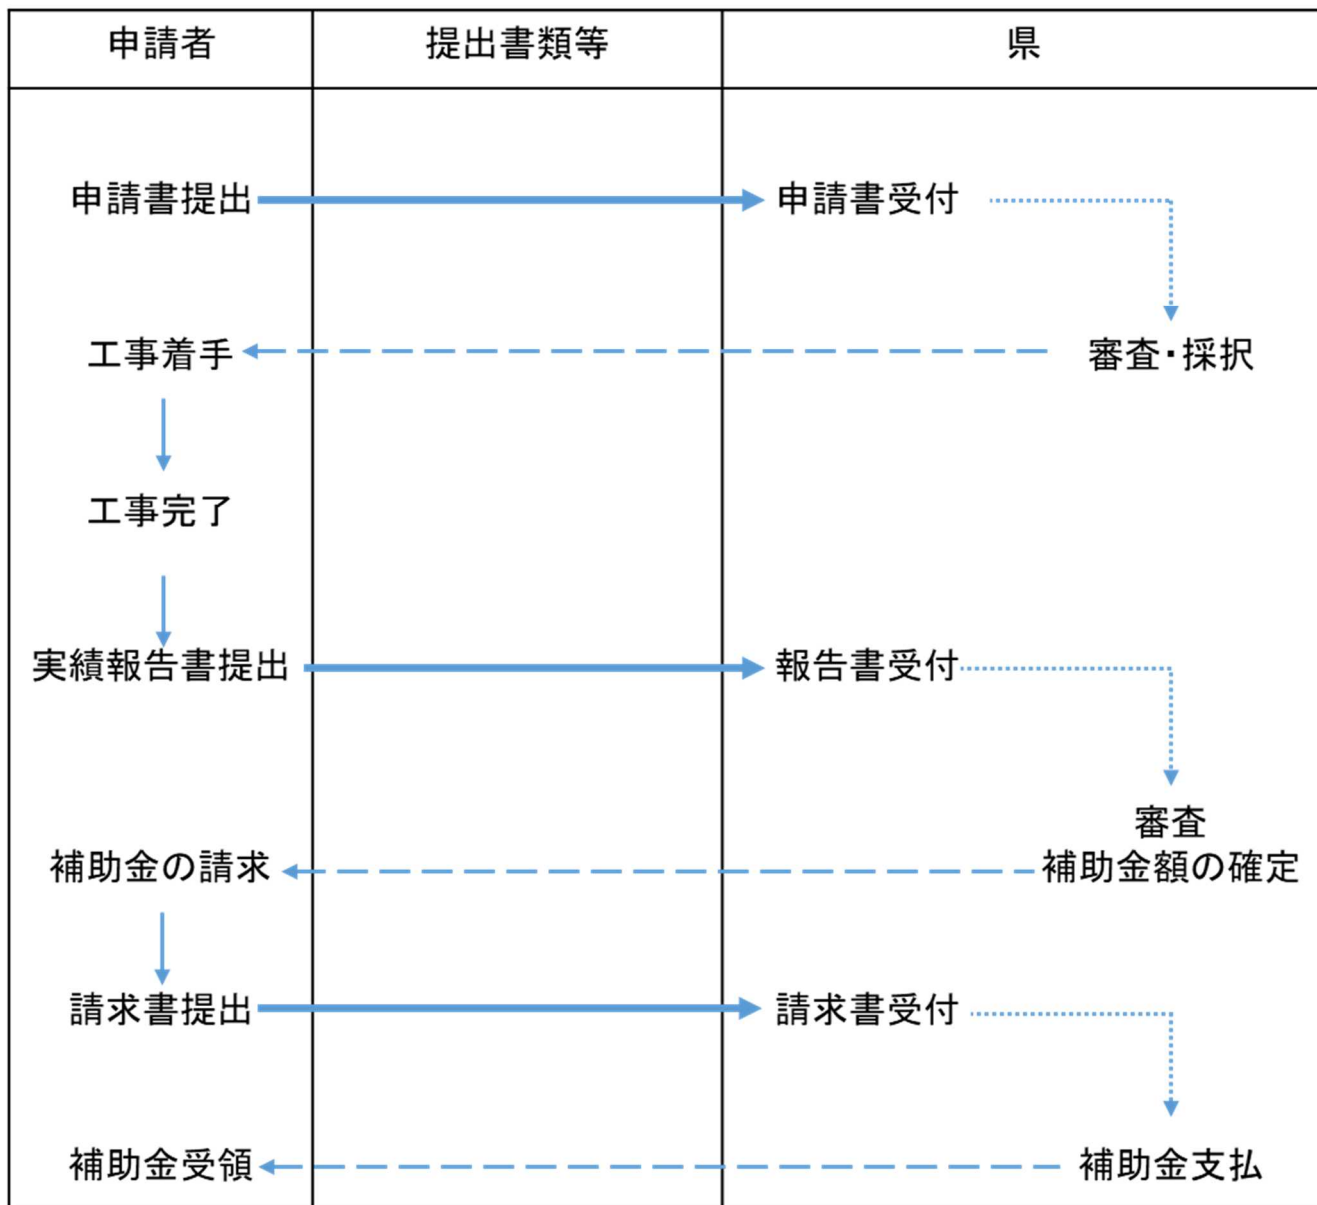 申請者
提出書類等
県
申請書提出
申請書受付
工事着手
審査・採択
工事完了
実績報告書提出
報告書受付
審査
補助金の請求
補助金額の確定
請求書提出
請求書受付
補助金受領
補助金支払